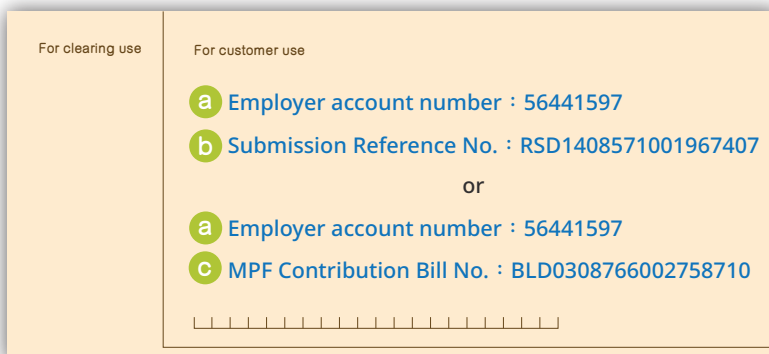 For clearing use
For customer use
a Employer account number：56441597
b Submission Reference No.：RSD1408571001967407
or
a Employer account number：56441597
c MPF Contribution Bill No.：BLD0308766002758710